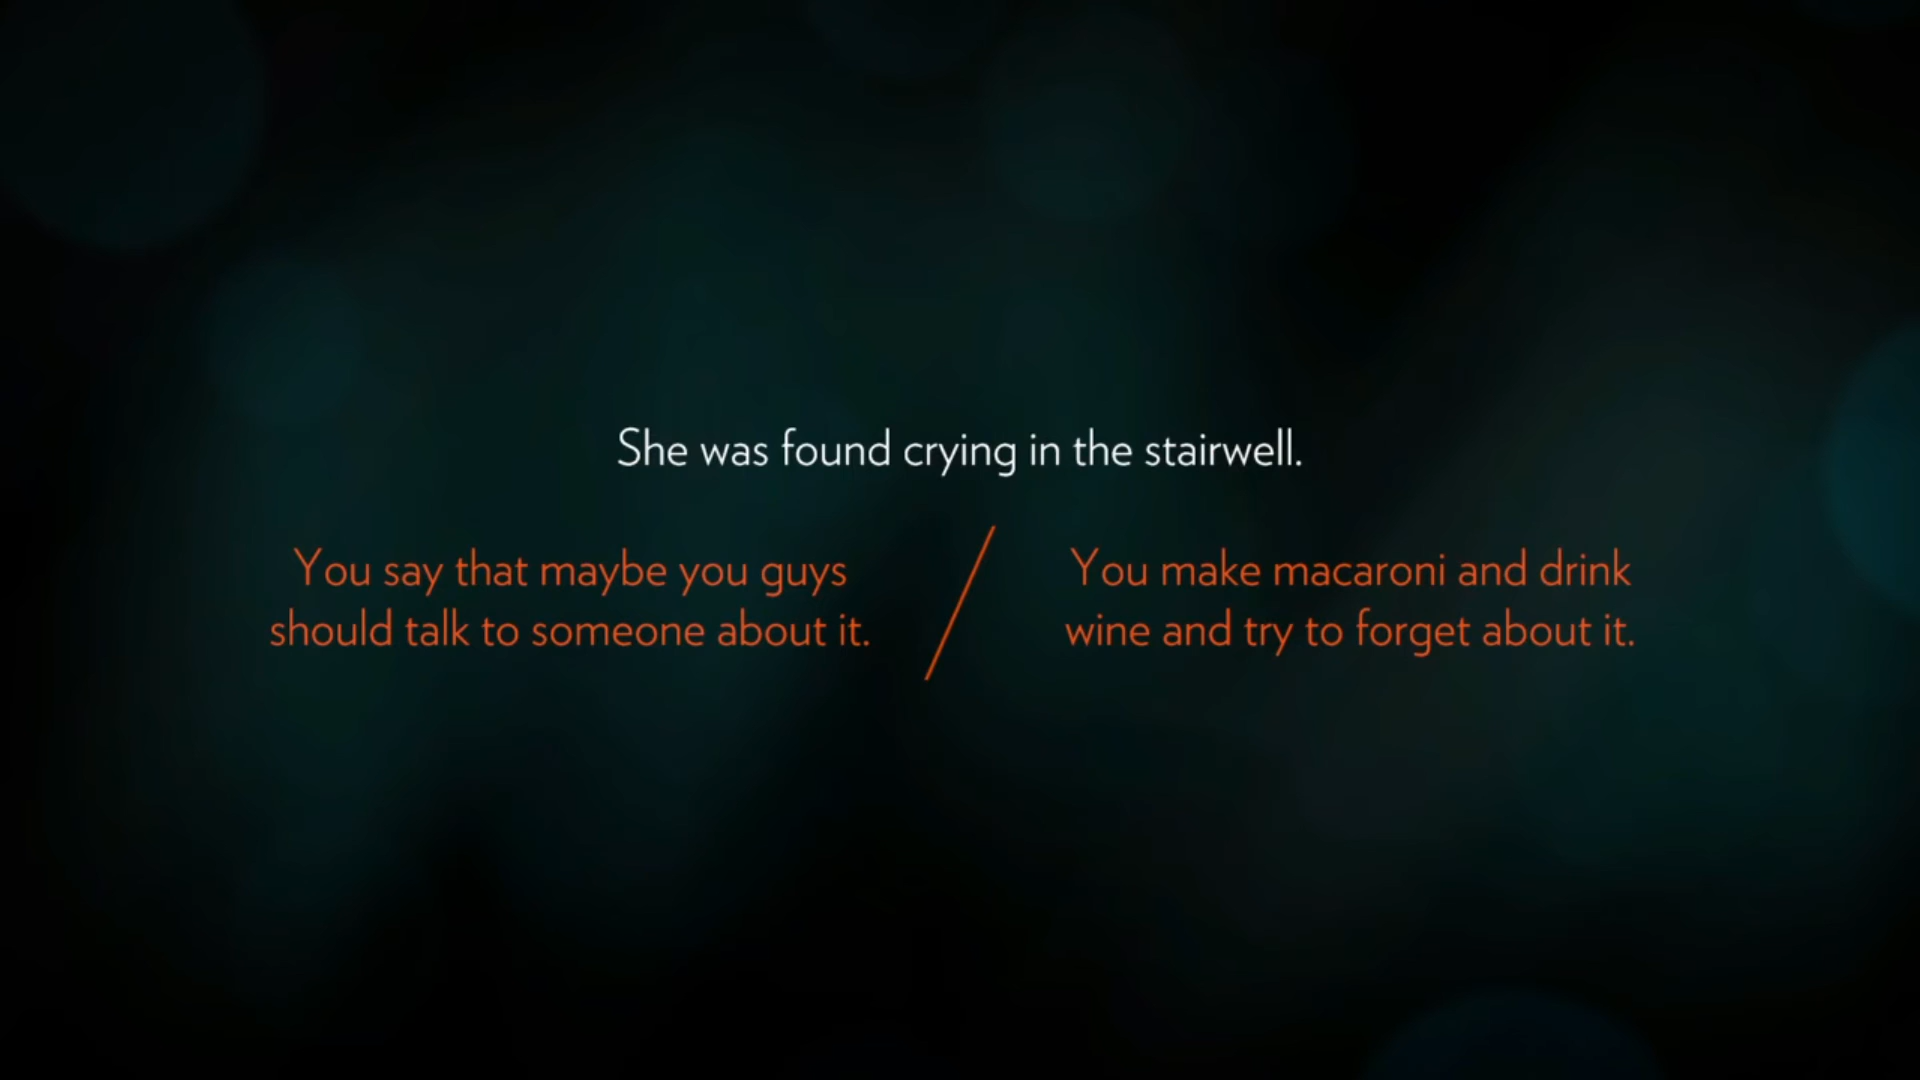 She was found crying in the stairwell.
You say that maybe you guys
should talk to someone about it.
You make macaroni and drink
wine and try to forget about it.